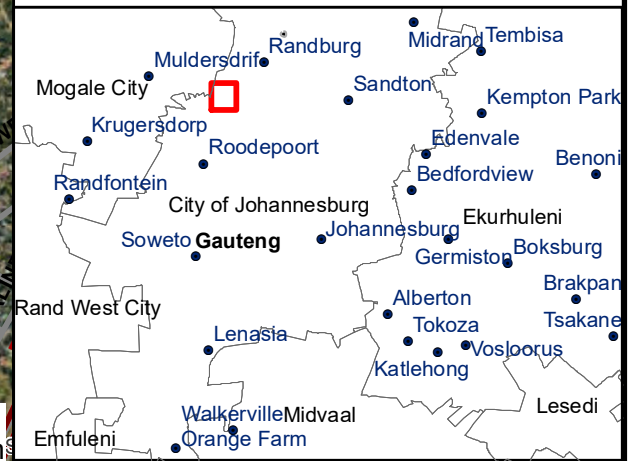 Randburg
Midrand
Tembisa
Muldersdrif
Mogale City
Sandton
Kempton Park
Krugersdorp
Edenvale
Roodepoort
Benoni
Bedfordview
Randfontein
City of Johannesburg
Ekurhuleni
Johannesburg
Soweto Gauteng
Germiston
Boksburg
Brakpan
Alberton
Rand West City
Tsakane
Tokoza
Lenasia
Vosloorus
Katlehong
Lesedi
Walkerville
Midvaal
Emfuleni
Orange Farm